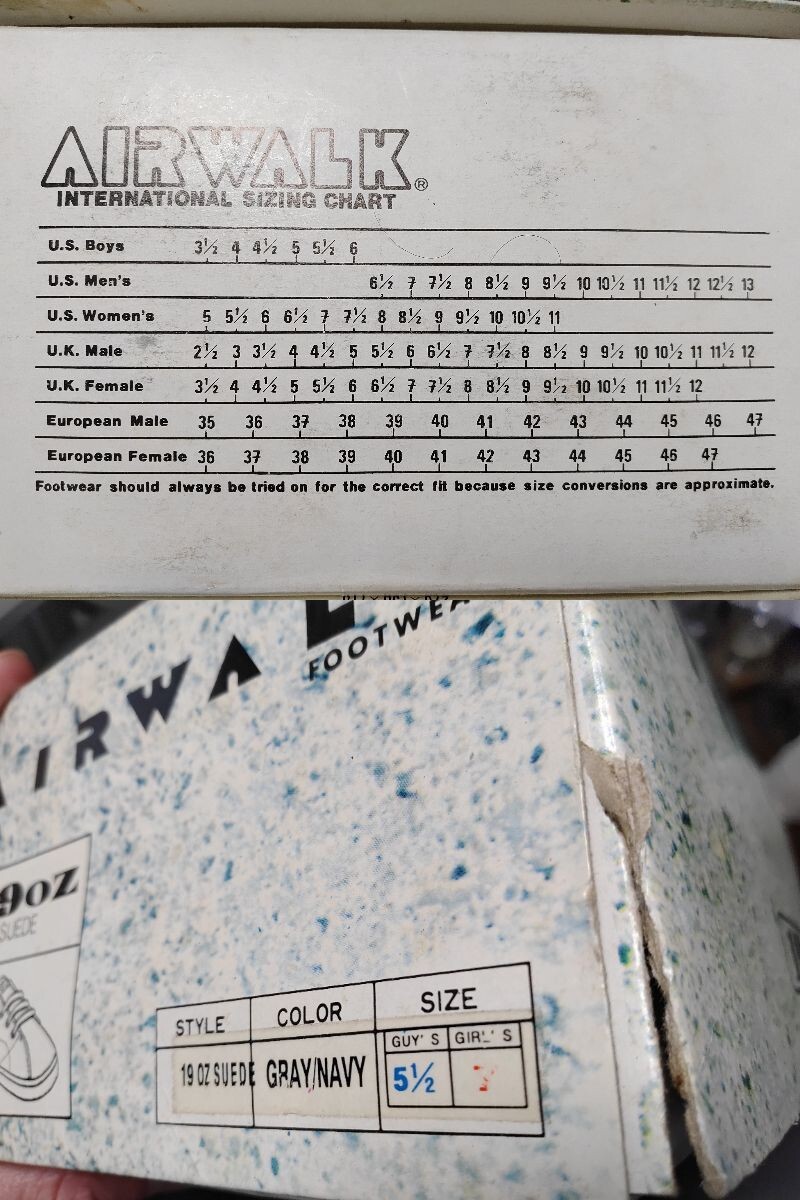 AIRWALK®
INTERNATIONAL SIZING CHART
U.S. Boys 3½ 4 4½ 5 5½ 6
U.S. Men's 6½ 7 7½ 8 8½ 9 9½ 10 10½ 11 11½ 12 12½ 13
U.S. Women's 5 5½ 6 6½ 7 7½ 8 8½ 9 9½ 10 10½ 11
U.K. Male 2½ 3 3½ 4 4½ 5 5½ 6 6½ 7 7½ 8 8½ 9 9½ 10 10½ 11 11½ 12
U.K. Female 3½ 4 4½ 5 5½ 6 6½ 7 7½ 8 8½ 9 9½ 10 10½ 11 11½ 12
European Male 35 36 37 38 39 40 41 42 43 44 45 46 47
European Female 36 37 38 39 40 41 42 43 44 45 46 47
Footwear should always be tried on for the correct fit because size conversions are approximate.
AIRWAL
FOOTWEA
9OZ
SUEDE
STYLE COLOR SIZE
GUY'S GIRL'S
19 OZ SUEDE GRAY/NAVY 5½ 7